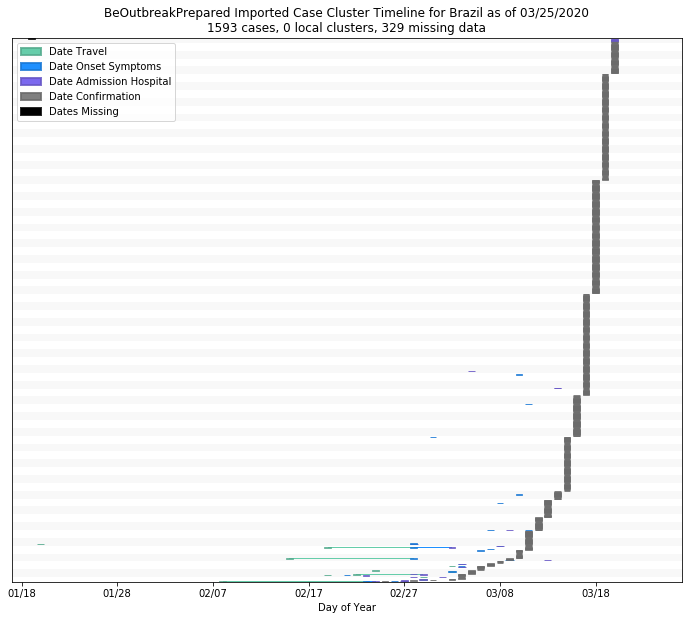 BeOutbreakPrepared Imported Case Cluster Timeline for Brazil as of 03/25/2020
1593 cases, 0 local clusters, 329 missing data
Date Travel
Date Onset Symptoms
Date Admission Hospital
Date Confirmation
Dates Missing
01/18 01/28 02/07 02/17 02/27 03/08 03/18
Day of Year